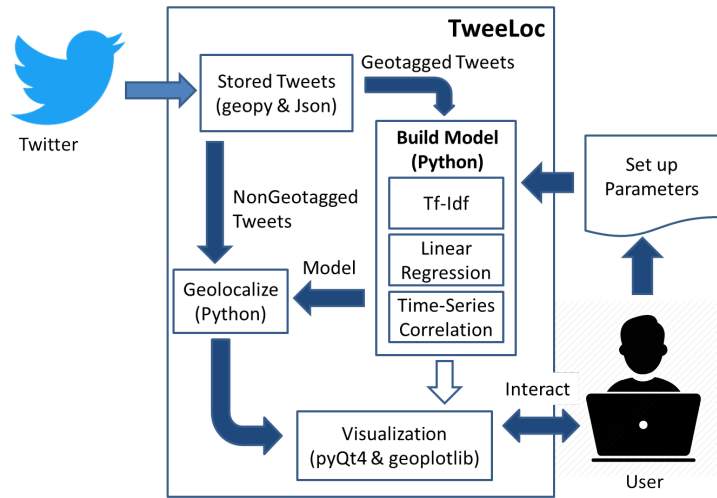 TweeLoc
Twitter
Stored Tweets
(geopy & Json)
Geotagged Tweets
Build Model
(Python)
Tf-Idf
Linear
Regression
Time-Series
Correlation
Set up
Parameters
NonGeotagged
Tweets
Model
Geolocalize
(Python)
Interact
Visualization
(pyQt4 & geoplotlib)
User